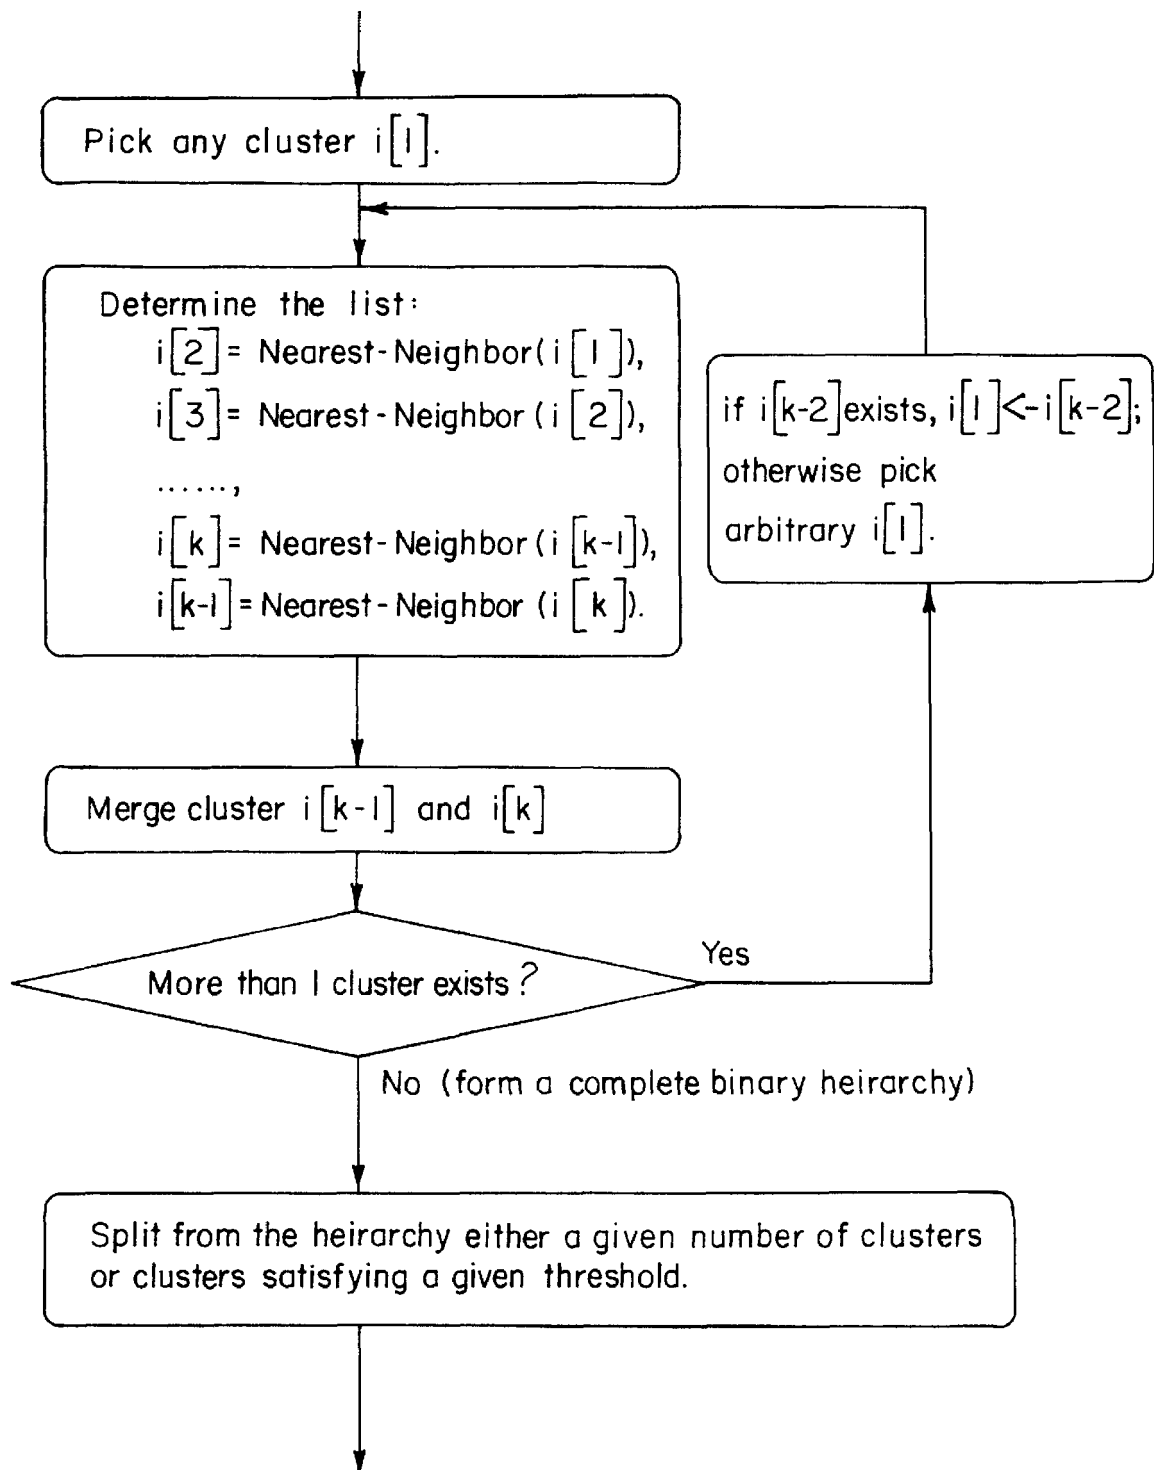 Pick any cluster i[1].
Determine the list:
i[2]= Nearest-Neighbor(i[1]),
i[3]= Nearest-Neighbor(i[2]),
......,
i[k]= Nearest-Neighbor(i[k-1]),
i[k-1]= Nearest-Neighbor(i[k]).
if i[k-2]exists, i[1]<-i[k-2];
otherwise pick
arbitrary i[1].
Merge cluster i[k-1] and i[k]
More than 1 cluster exists?
Yes
No (form a complete binary heirarchy)
Split from the heirarchy either a given number of clusters
or clusters satisfying a given threshold.